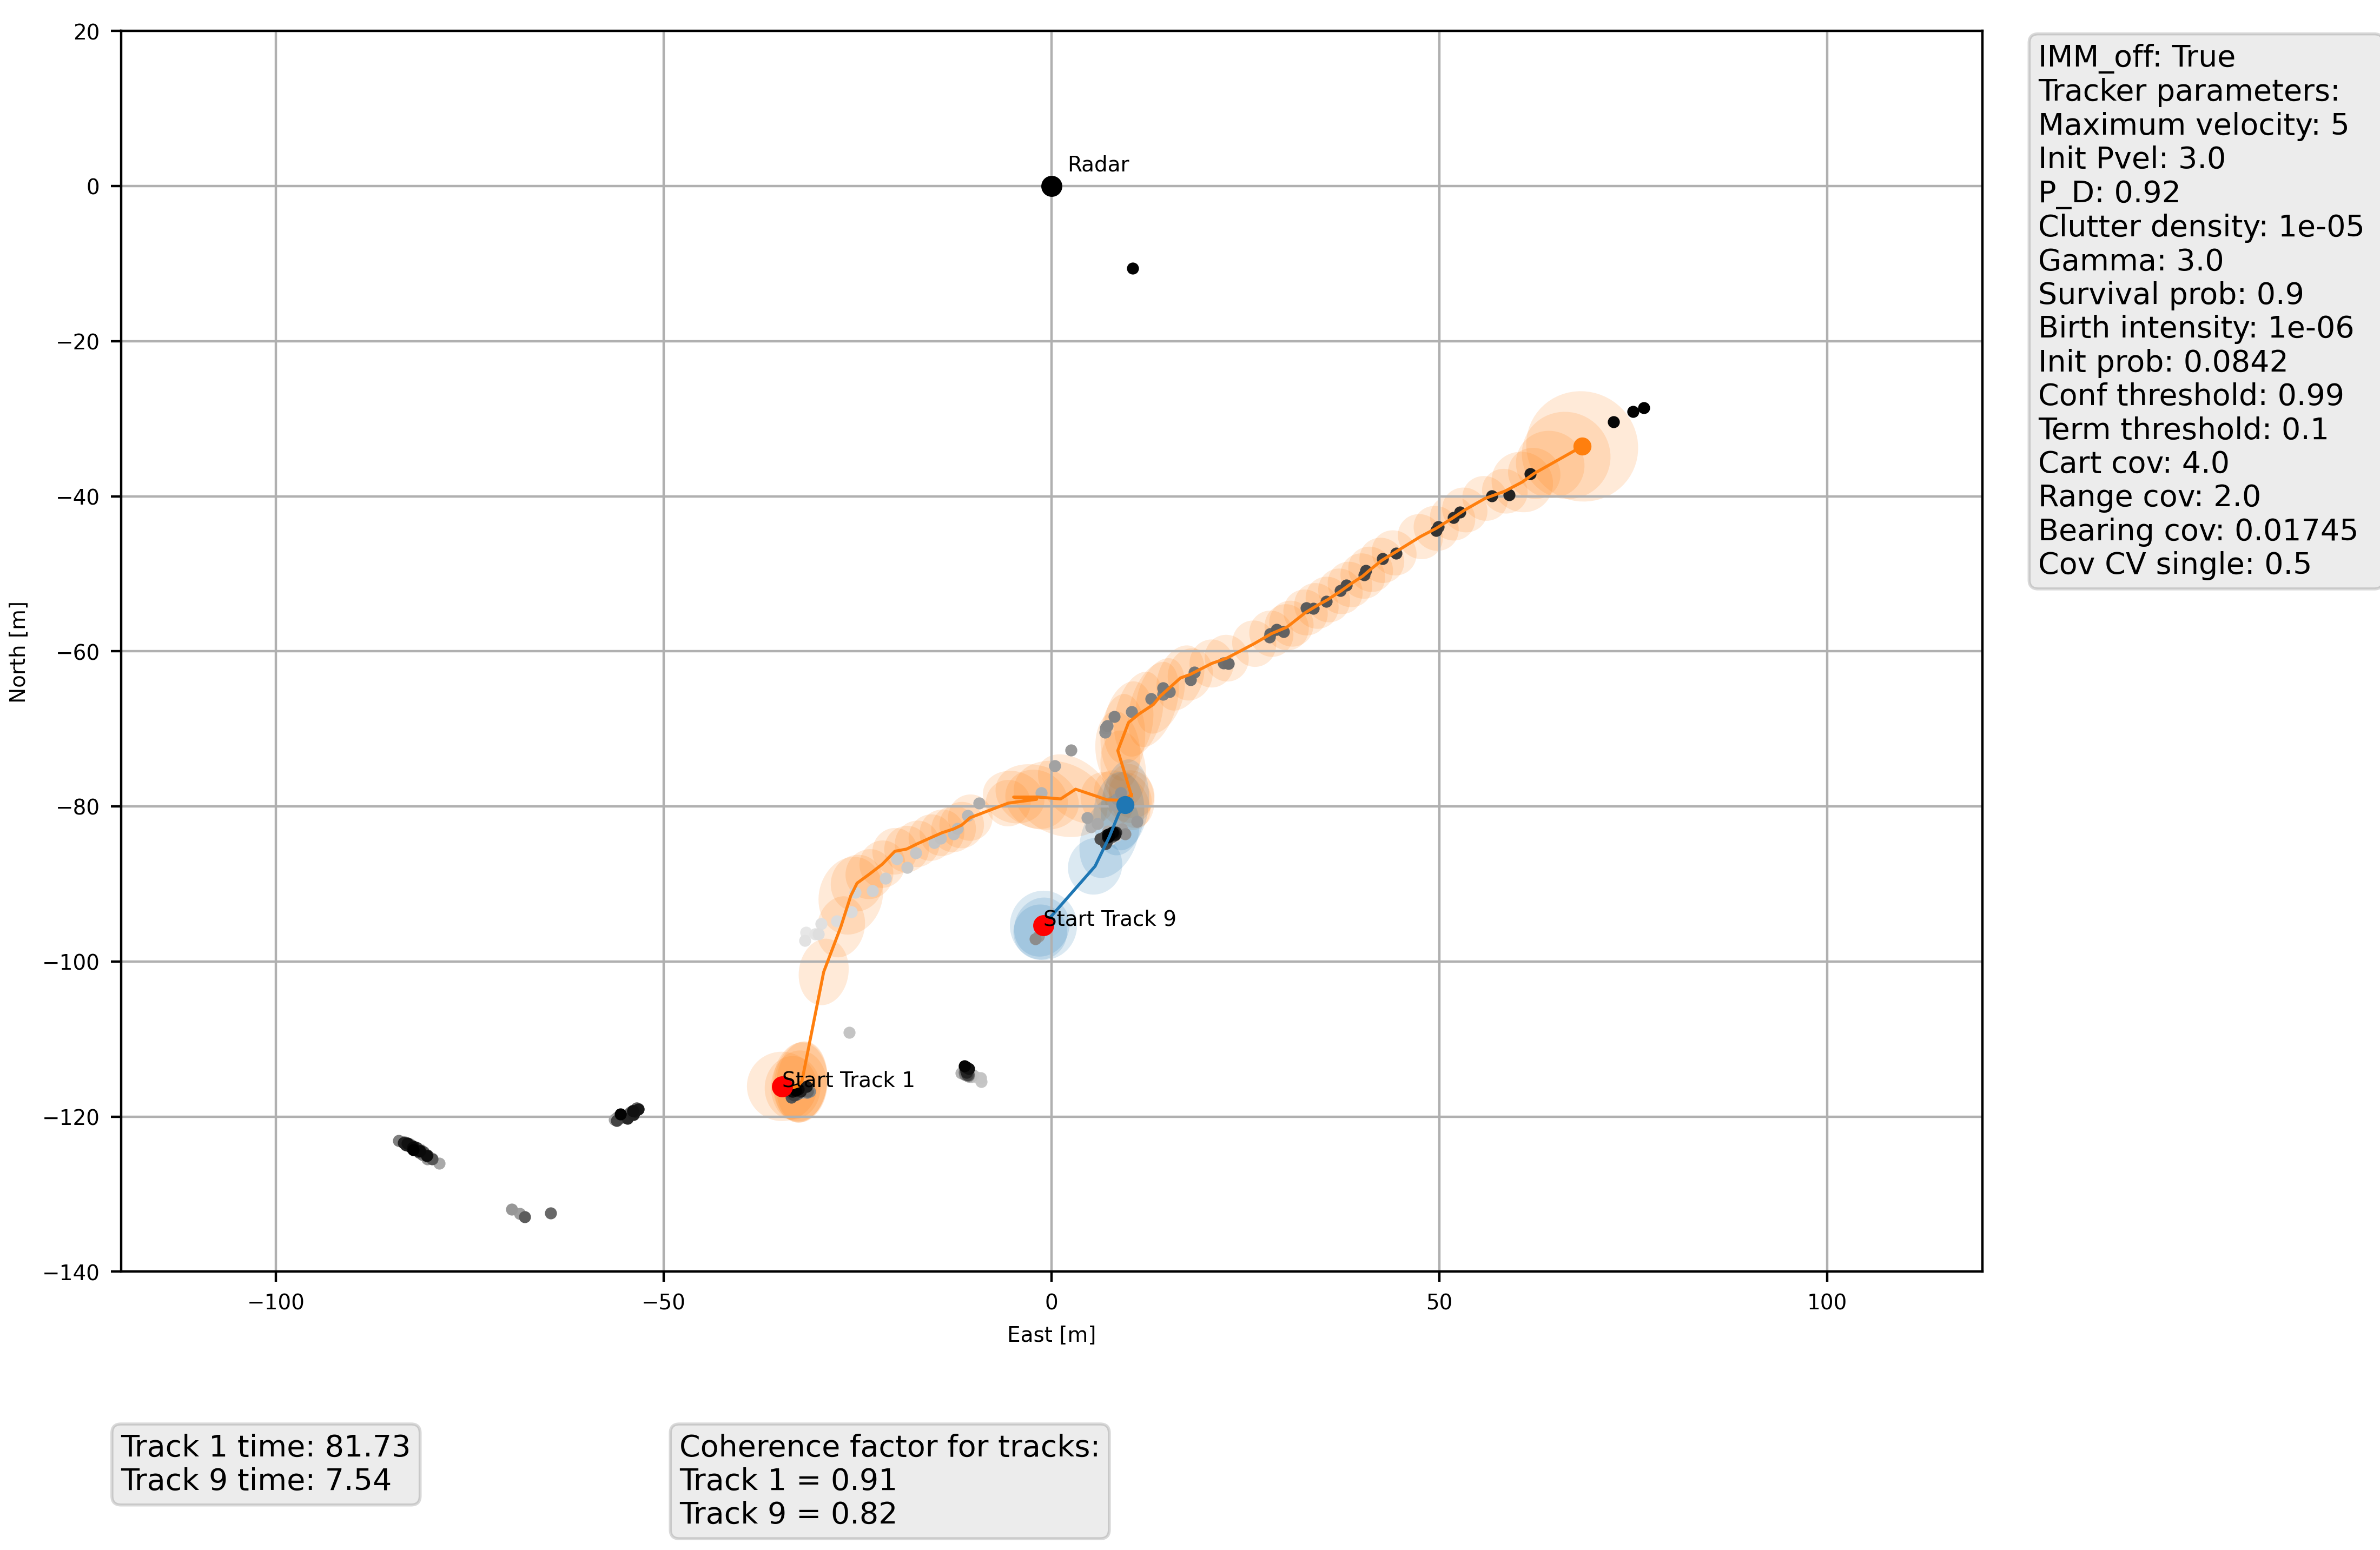 20
0
−20
−40
−60
−80
−100
−120
−140
North [m]
Radar
Start Track 9
Start Track 1
−100
−50
0
50
100
East [m]
IMM_off: True
Tracker parameters:
Maximum velocity: 5
Init Pvel: 3.0
P_D: 0.92
Clutter density: 1e-05
Gamma: 3.0
Survival prob: 0.9
Birth intensity: 1e-06
Init prob: 0.0842
Conf threshold: 0.99
Term threshold: 0.1
Cart cov: 4.0
Range cov: 2.0
Bearing cov: 0.01745
Cov CV single: 0.5
Track 1 time: 81.73
Track 9 time: 7.54
Coherence factor for tracks:
Track 1 = 0.91
Track 9 = 0.82